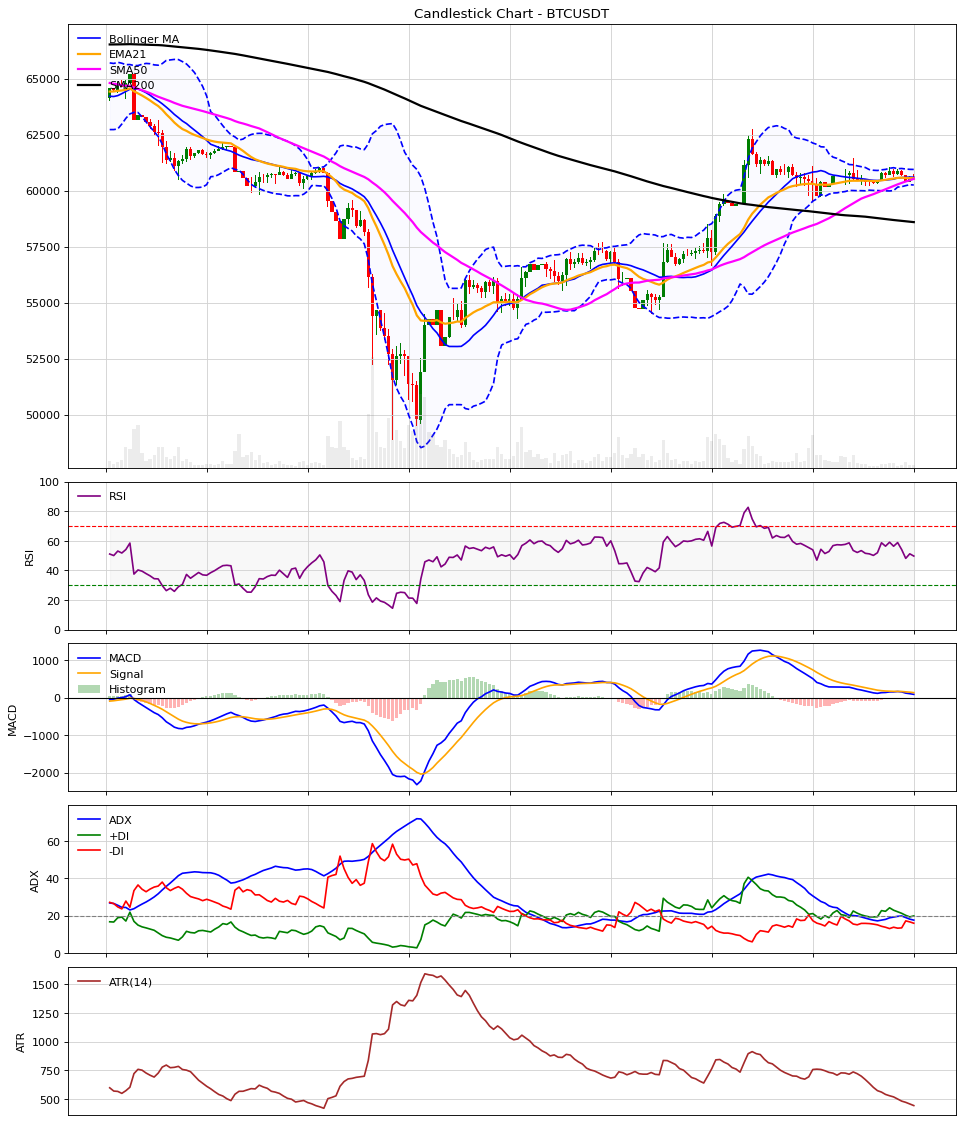 Candlestick Chart - BTCUSDT
Bollinger MA
EMA21
SMA50
SMA200
65000
62500
60000
57500
55000
52500
50000
RSI
100
80
60
40
20
0
RSI
MACD
Signal
Histogram
1000
0
−1000
−2000
MACD
ADX
+DI
-DI
60
40
20
0
ADX
ATR(14)
1500
1250
1000
750
500
ATR